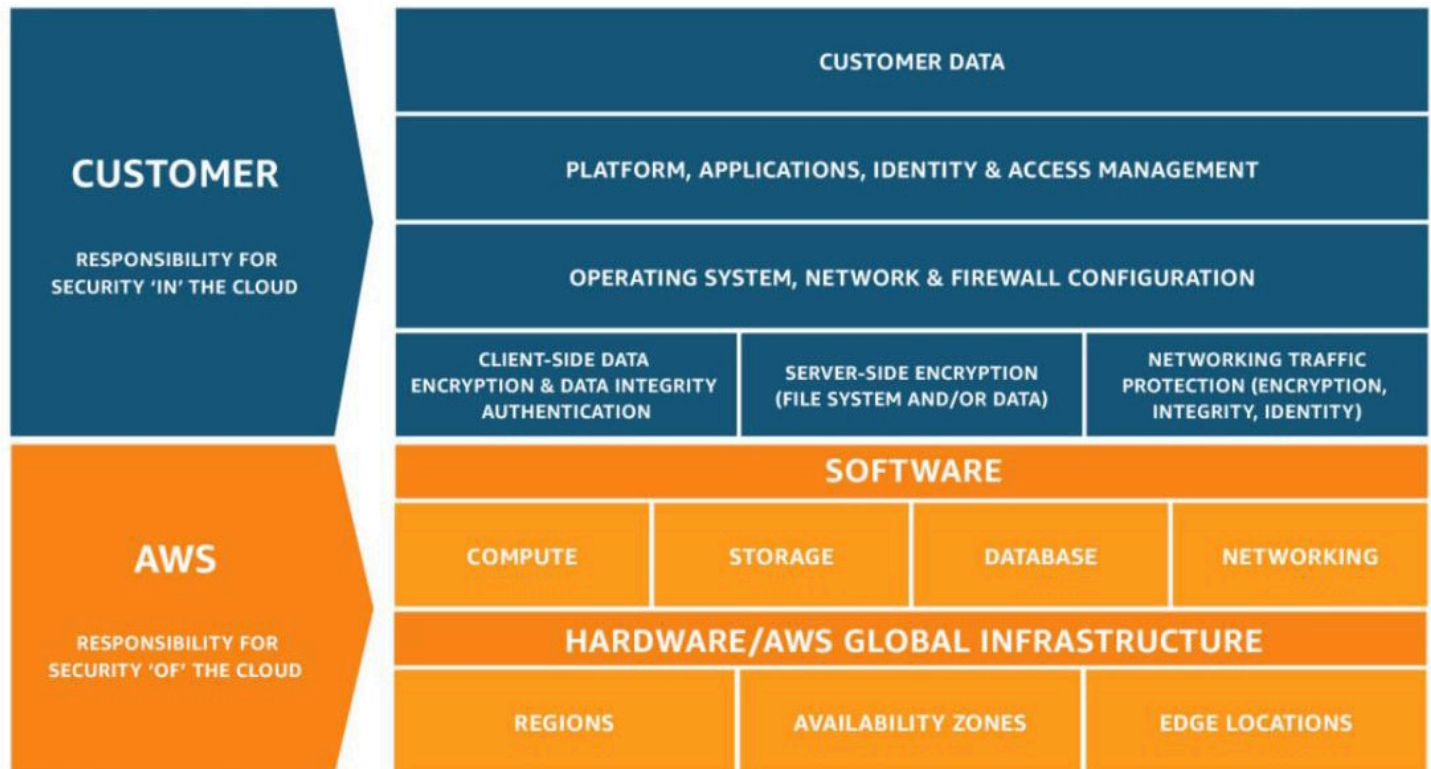 CUSTOMER
RESPONSIBILITY FOR
SECURITY ‘IN’ THE CLOUD
CUSTOMER DATA
PLATFORM, APPLICATIONS, IDENTITY & ACCESS MANAGEMENT
OPERATING SYSTEM, NETWORK & FIREWALL CONFIGURATION
CLIENT-SIDE DATA
ENCRYPTION & DATA INTEGRITY
AUTHENTICATION
SERVER-SIDE ENCRYPTION
(FILE SYSTEM AND/OR DATA)
NETWORKING TRAFFIC
PROTECTION (ENCRYPTION,
INTEGRITY, IDENTITY)
AWS
RESPONSIBILITY FOR
SECURITY ‘OF’ THE CLOUD
SOFTWARE
COMPUTE
STORAGE
DATABASE
NETWORKING
HARDWARE/AWS GLOBAL INFRASTRUCTURE
REGIONS
AVAILABILITY ZONES
EDGE LOCATIONS